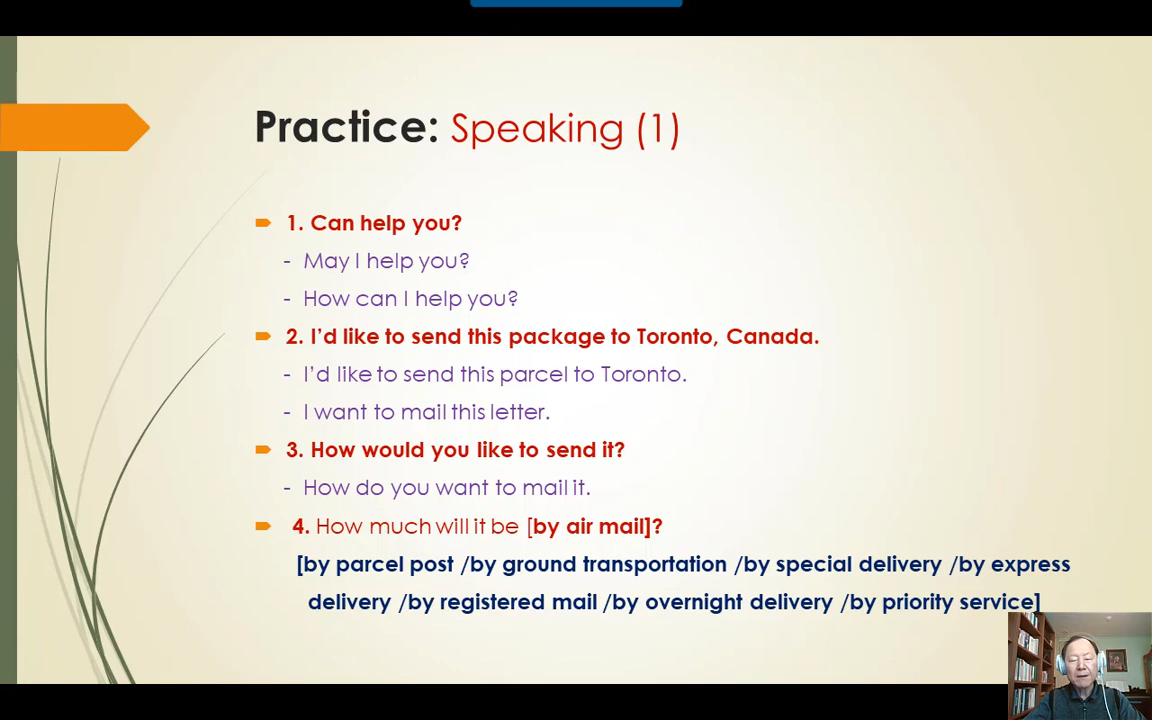 Practice: Speaking (1)
1. Can help you?
- May I help you?
- How can I help you?
2. I’d like to send this package to Toronto, Canada.
- I’d like to send this parcel to Toronto.
- I want to mail this letter.
3. How would you like to send it?
- How do you want to mail it.
4. How much will it be [by air mail]?
[by parcel post /by ground transportation /by special delivery /by express
delivery /by registered mail /by overnight delivery /by priority service]